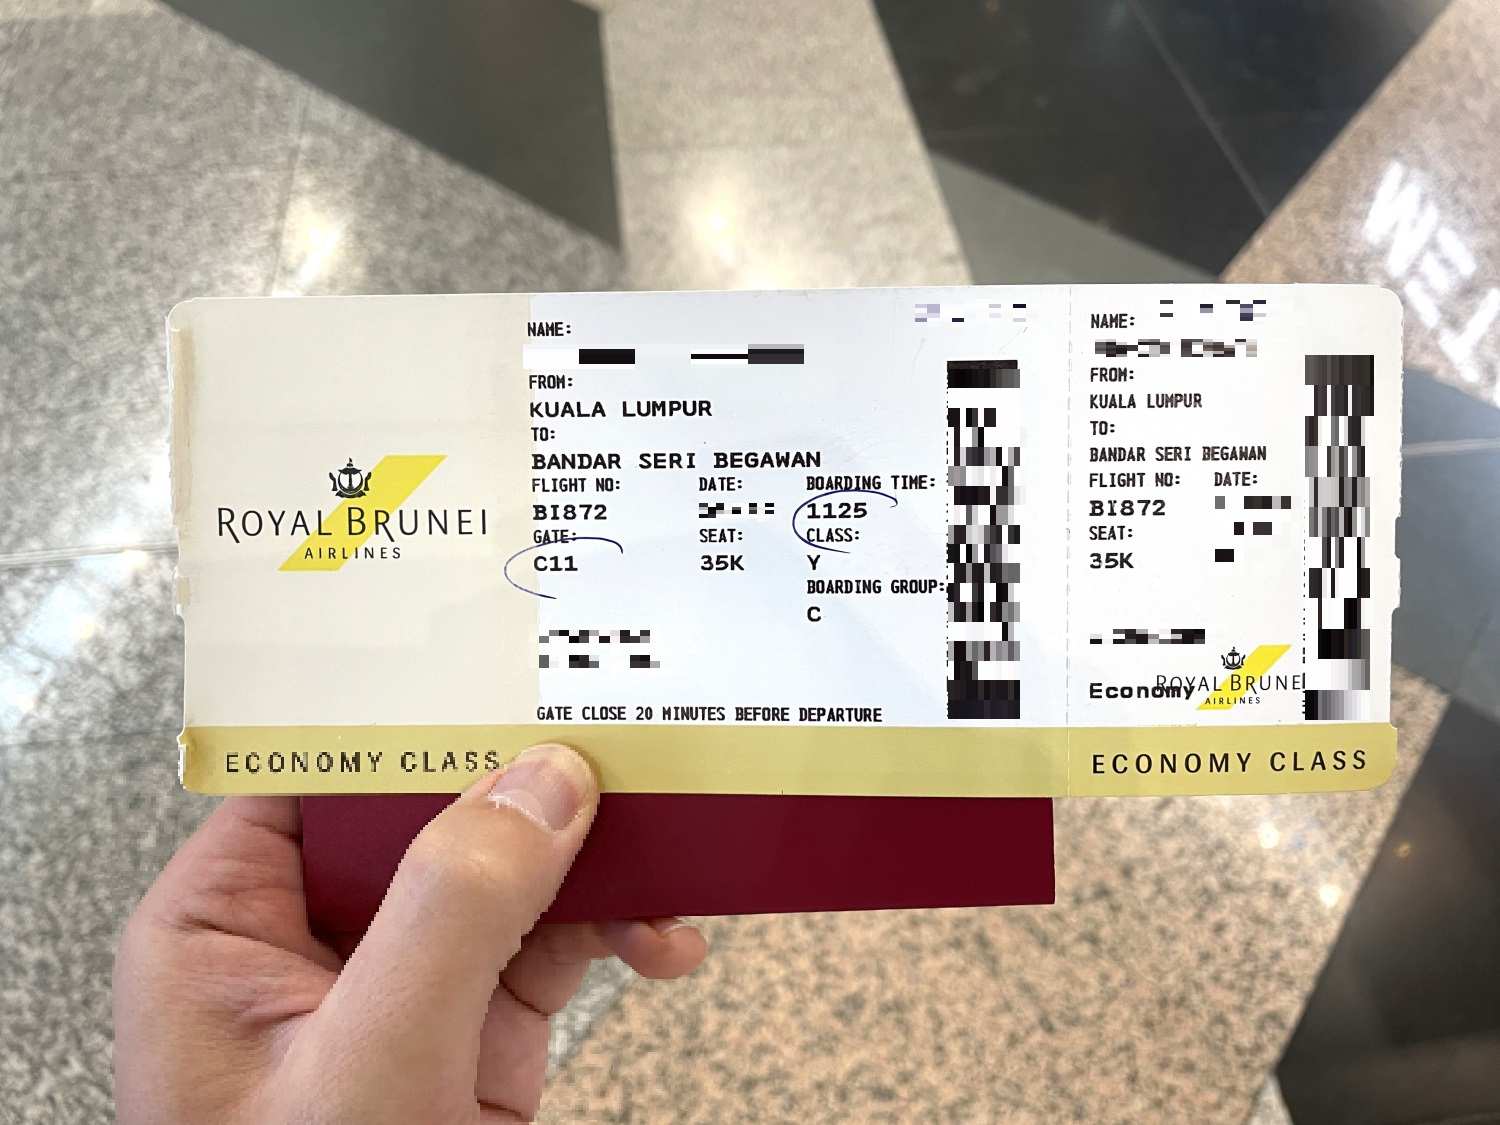 ROYAL BRUNEI
AIRLINES
NAME:
FROM:
KUALA LUMPUR
TO:
BANDAR SERI BEGAWAN
FLIGHT NO: DATE: BOARDING TIME:
BI872 1125
GATE: SEAT: CLASS:
C11 35K Y
BOARDING GROUP:
C
GATE CLOSE 20 MINUTES BEFORE DEPARTURE
ECONOMY CLASS
NAME:
FROM:
KUALA LUMPUR
TO:
BANDAR SERI BEGAWAN
FLIGHT NO: DATE:
BI872
SEAT:
35K
Economy
ROYAL BRUNEI
AIRLINES
ECONOMY CLASS